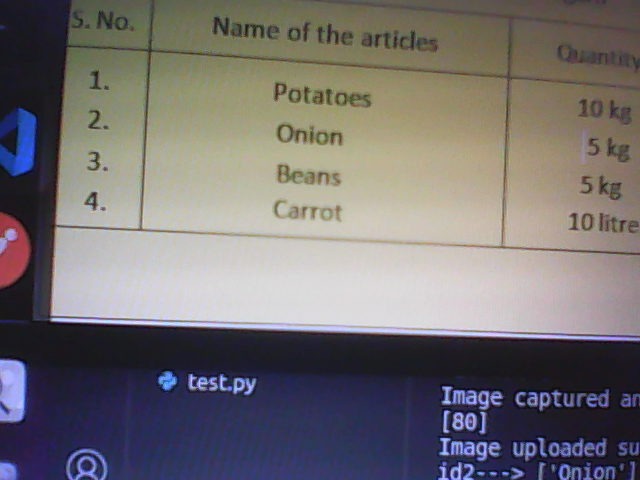 S. No. Name of the articles Quantity
1. Potatoes 10 kg
2. Onion 5 kg
3. Beans 5 kg
4. Carrot 10 litre
test.py
Image captured an
[80]
Image uploaded su
id2---> ['Onion']